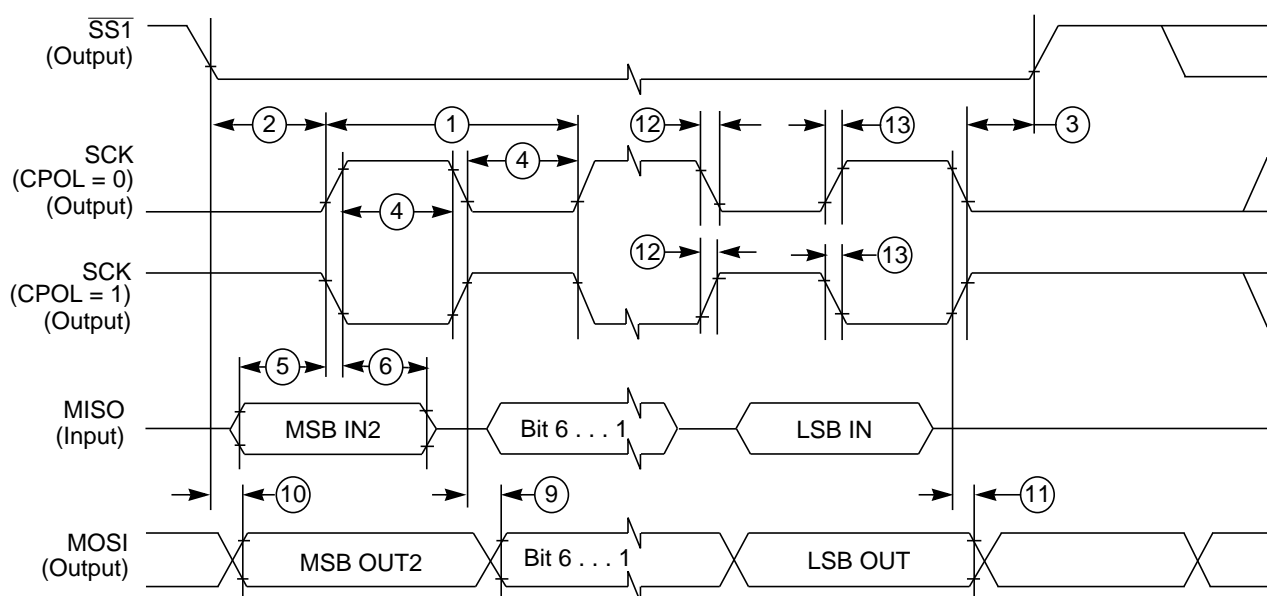 SS1
(Output)
2
1
12
13
3
SCK
(CPOL = 0)
(Output)
4
4
SCK
(CPOL = 1)
(Output)
12
13
5
6
MISO
(Input)
MSB IN2
Bit 6 . . . 1
LSB IN
10
9
11
MOSI
(Output)
MSB OUT2
Bit 6 . . . 1
LSB OUT